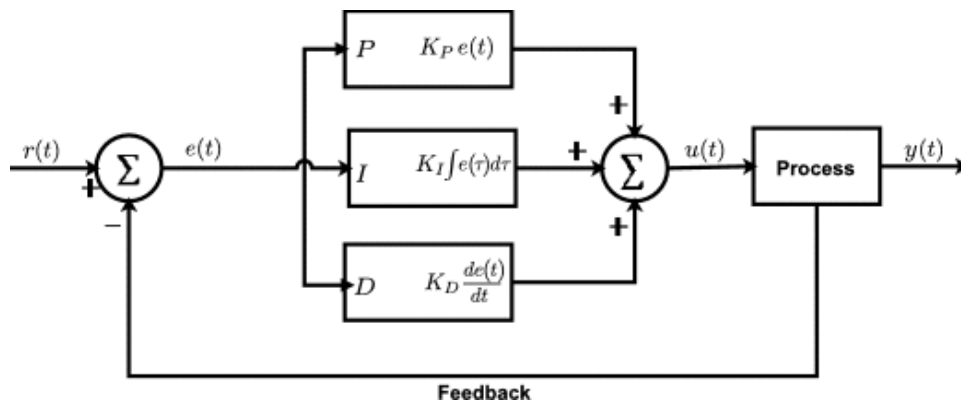 P K_P e(t)
+
r(t) Σ e(t) I K_I ∫ e(τ)dτ + Σ u(t) Process y(t)
+
−
+
D K_D de(t)/dt
Feedback